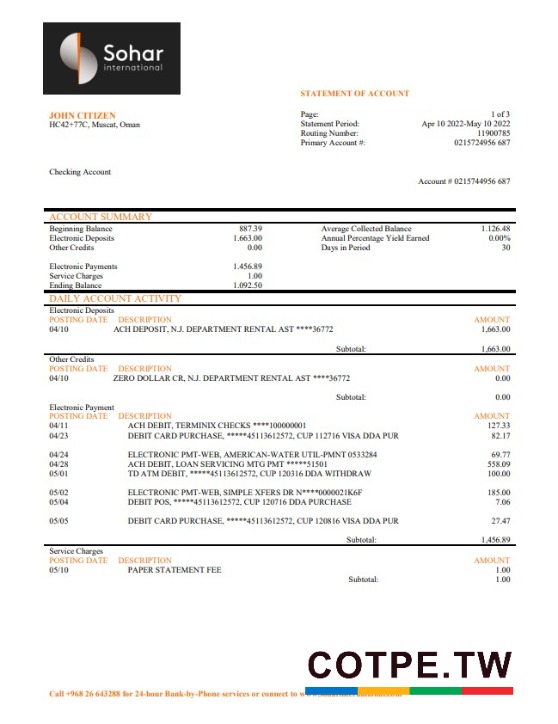 Sohar
international
STATEMENT OF ACCOUNT
JOHN CITIZEN
HC42+77C, Muscat, Oman
Page: 1 of 3
Statement Period: Apr 10 2022-May 10 2022
Routing Number: 11900785
Primary Account #: 0215724956 687
Checking Account
Account # 0215744956 687
ACCOUNT SUMMARY
Beginning Balance 887.39 Average Collected Balance 1.126.48
Electronic Deposits 1.663.00 Annual Percentage Yield Earned 0.00%
Other Credits 0.00 Days in Period 30
Electronic Payments 1.456.89
Service Charges 1.00
Ending Balance 1.092.50
DAILY ACCOUNT ACTIVITY
Electronic Deposits
POSTING DATE DESCRIPTION AMOUNT
04/10 ACH DEPOSIT, N.J. DEPARTMENT RENTAL AST ****36772 1,663.00
Subtotal: 1,663.00
Other Credits
POSTING DATE DESCRIPTION AMOUNT
04/10 ZERO DOLLAR CR, N.J. DEPARTMENT RENTAL AST ****36772 0.00
Subtotal: 0.00
Electronic Payment
POSTING DATE DESCRIPTION AMOUNT
04/11 ACH DEBIT, TERMINIX CHECKS ****100000001 127.33
04/23 DEBIT CARD PURCHASE, *****45113612572, CUP 112716 VISA DDA PUR 82.17
04/24 ELECTRONIC PMT-WEB, AMERICAN-WATER UTIL-PMNT 0533284 69.77
04/28 ACH DEBIT, LOAN SERVICING MTG PMT *****51501 558.09
05/01 TD ATM DEBIT, *****45113612572, CUP 120316 DDA WITHDRAW 100.00
05/02 ELECTRONIC PMT-WEB, SIMPLE XFERS DR N****0000021K6F 185.00
05/04 DEBIT POS, *****45113612572, CUP 120716 PURCHASE 7.06
05/05 DEBIT CARD PURCHASE, *****45113612572, CUP 120816 VISA DDA PUR 27.47
Subtotal: 1,456.89
Service Charges
POSTING DATE DESCRIPTION AMOUNT
05/10 PAPER STATEMENT FEE 1.00
Subtotal: 1.00
COTPE.TW
Call +968 26 643288 for 24-hour Bank-by-Phone services or connect to